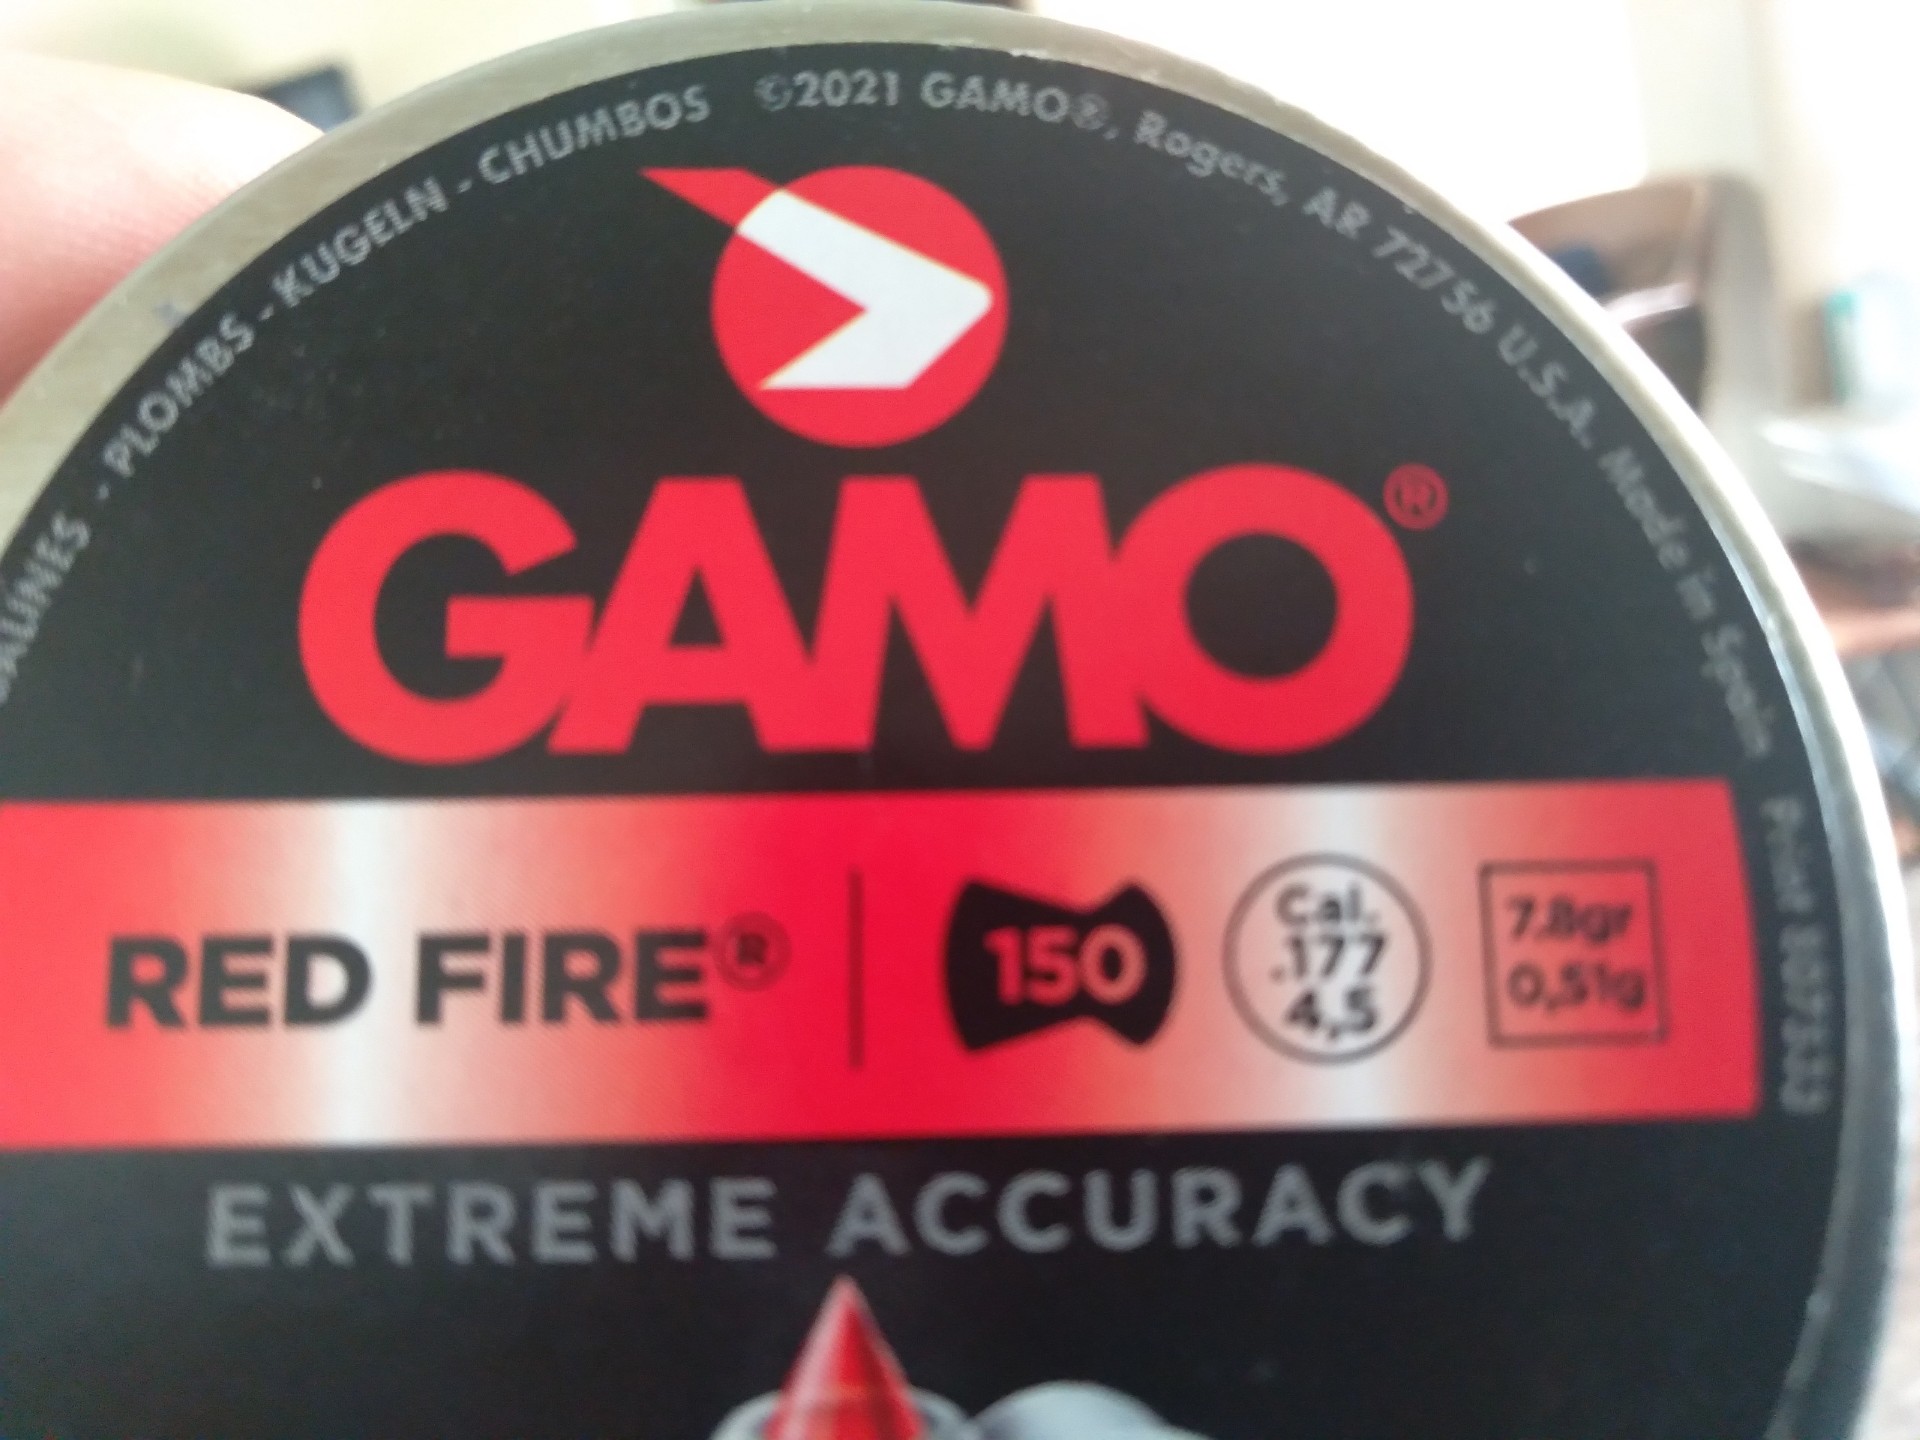 PLOMBS - KUGELN - CHUMBOS ©2021 GAMO®, Rogers, AR 72756 U.S.A. Made in Spain
GAMO®
RED FIRE® 150
Cal.
.177
4,5
7.8gr
0,51g
EXTREME ACCURACY